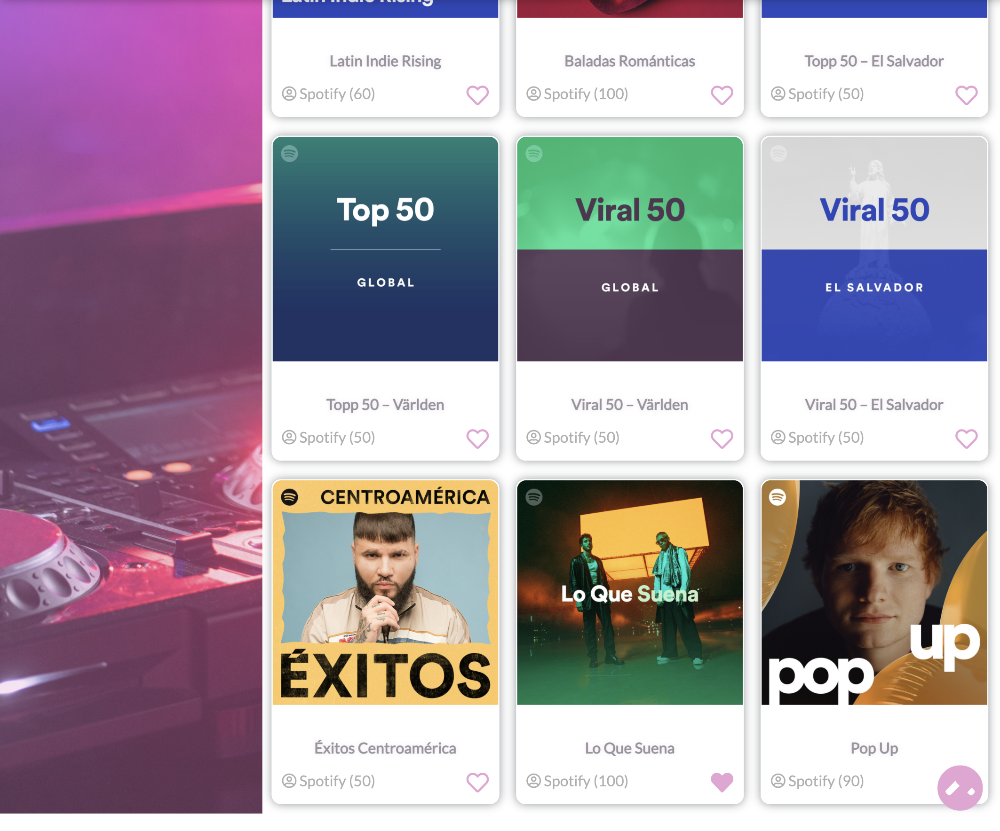 Latin Indie Rising
Latin Indie Rising
Baladas Románticas
Topp 50 – El Salvador
Spotify (60)
Spotify (100)
Spotify (50)
Top 50
GLOBAL
Viral 50
GLOBAL
Viral 50
EL SALVADOR
Topp 50 – Världen
Viral 50 – Världen
Viral 50 – El Salvador
Spotify (50)
Spotify (50)
Spotify (50)
CENTROAMÉRICA
ÉXITOS
Lo Que Suena
pop up
Éxitos Centroamérica
Lo Que Suena
Pop Up
Spotify (50)
Spotify (100)
Spotify (90)